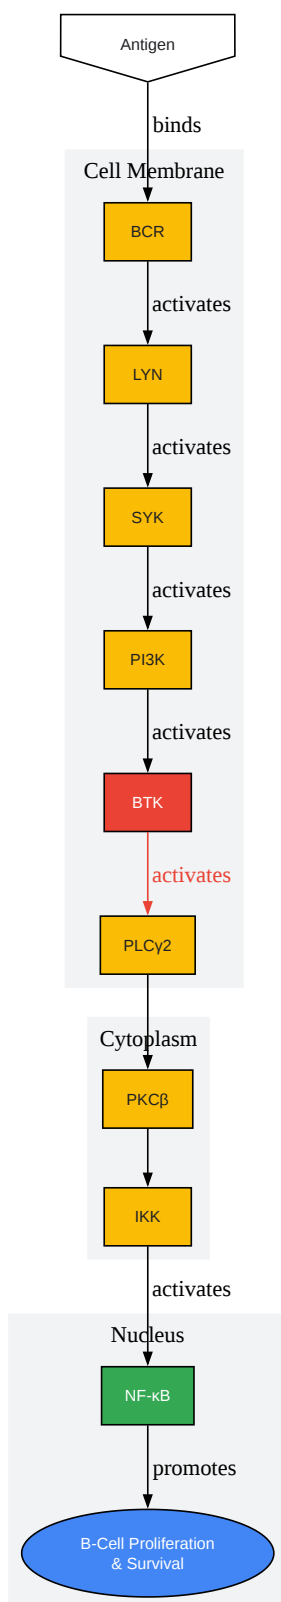 Antigen
binds
Cell Membrane
BCR
activates
LYN
activates
SYK
activates
PI3K
activates
BTK
activates
PLCγ2
Cytoplasm
PKCβ
IKK
activates
Nucleus
NF-κB
promotes
B-Cell Proliferation
& Survival